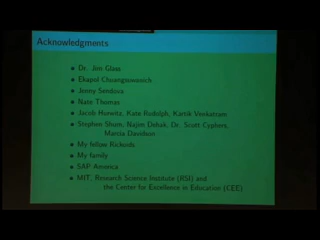 Acknowledgments
Dr. Jim Glass
Ekapol Chuangsuwanich
Jenny Sendova
Nate Thomas
Jacob Hurwitz, Kate Rudolph, Kartik Venkatram
Stephen Shum, Najim Dehak, Dr. Scott Cyphers,
Marcia Davidson
My fellow Rickoids
My family
SAP America
MIT, Research Science Institute (RSI) and
the Center for Excellence in Education (CEE)